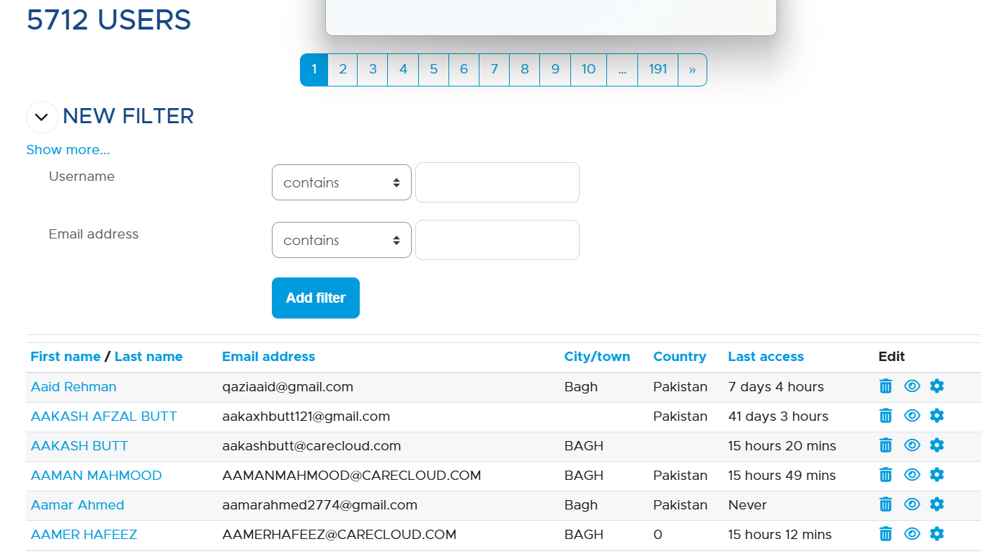 5712 USERS
1 2 3 4 5 6 7 8 9 10 ... 191 »
NEW FILTER
Show more...
Username contains
Email address contains
Add filter
First name / Last name Email address City/town Country Last access Edit
Aaid Rehman qaziaaid@gmail.com Bagh Pakistan 7 days 4 hours
AAKASH AFZAL BUTT aakaxhbutt121@gmail.com Pakistan 41 days 3 hours
AAKASH BUTT aakashbutt@carecloud.com BAGH 15 hours 20 mins
AAMAN MAHMOOD AAMANMAHMOOD@CARECLOUD.COM BAGH Pakistan 15 hours 49 mins
Aamar Ahmed aamarahmed2774@gmail.com Bagh Pakistan Never
AAMER HAFEEZ AAMERHAFEEZ@CARECLOUD.COM BAGH 0 15 hours 12 mins